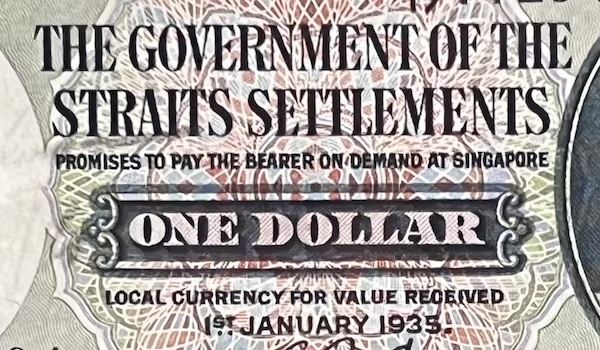 THE GOVERNMENT OF THE
STRAITS SETTLEMENTS
PROMISES TO PAY THE BEARER ON DEMAND AT SINGAPORE
ONE DOLLAR
LOCAL CURRENCY FOR VALUE RECEIVED
1ST JANUARY 1935.